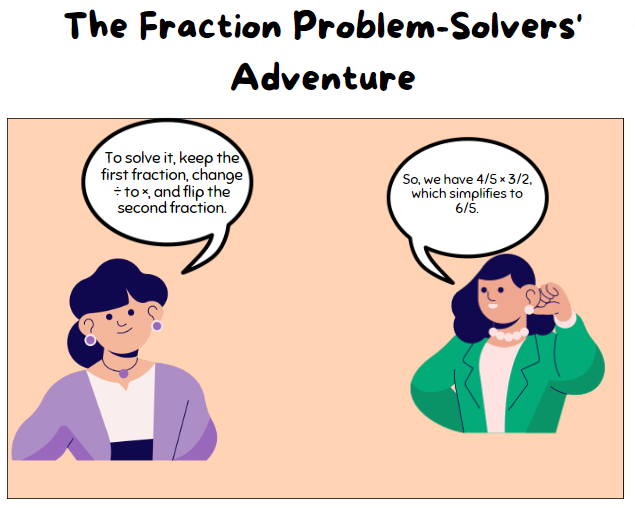 The Fraction Problem-Solvers'
Adventure
To solve it, keep the
first fraction, change
÷ to ×, and flip the
second fraction.
So, we have 4/5 × 3/2,
which simplifies to
6/5.